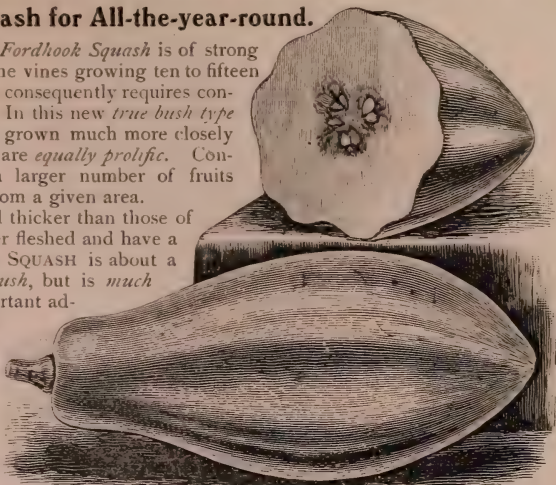 ash for All-the-year-round.
Fordhook Squash is of strong
ne vines growing ten to fifteen
consequently requires con-
In this new true bush type
grown much more closely
are equally prolific. Con-
a larger number of fruits
om a given area.
l thicker than those of
r fleshed and have a
SQUASH is about a
ush, but is much
rtant ad-